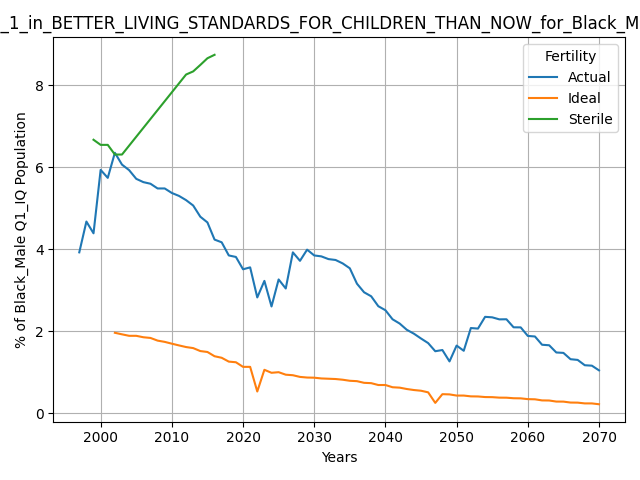 _1_in_BETTER_LIVING_STANDARDS_FOR_CHILDREN_THAN_NOW_for_Black_M
Fertility
Actual
Ideal
Sterile
% of Black_Male Q1_IQ Population
8
6
4
2
0
2000 2010 2020 2030 2040 2050 2060 2070
Years